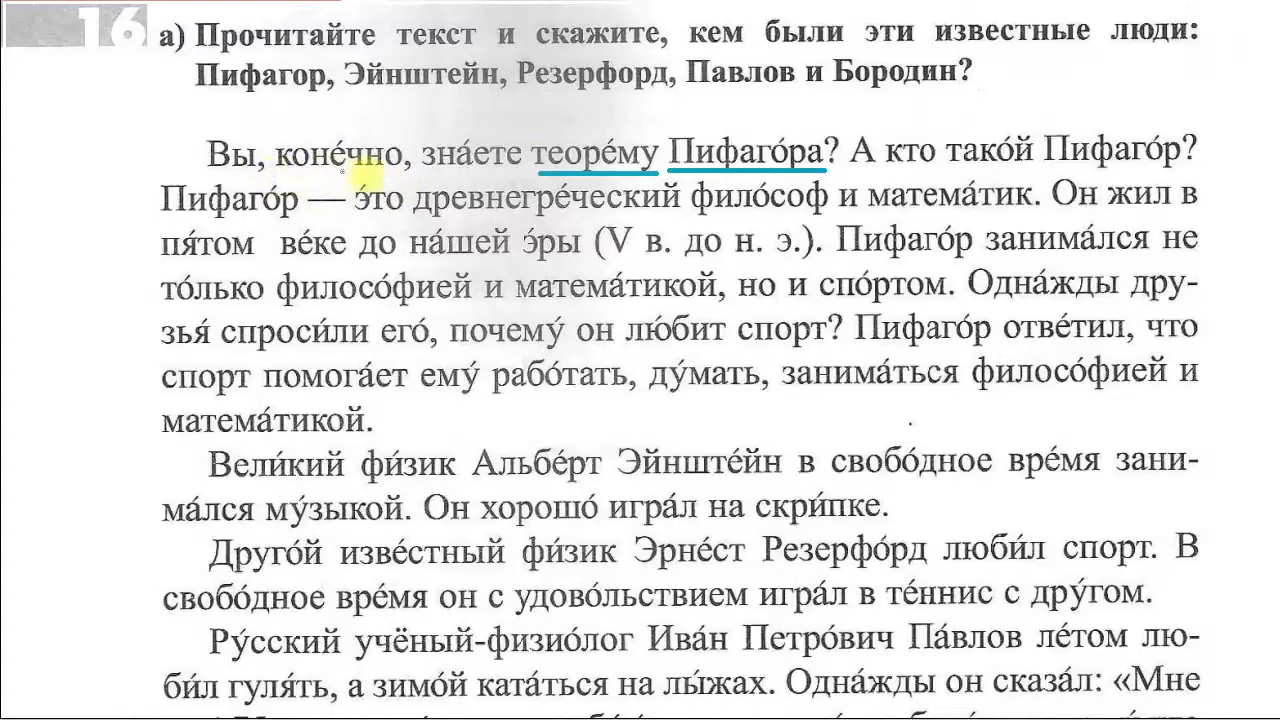 16 а) Прочитайте текст и скажите, кем были эти известные люди:
Пифагор, Эйнштейн, Резерфорд, Павлов и Бородин?
Вы, коне́чно, зна́ете теоре́му Пифаго́ра? А кто тако́й Пифаго́р?
Пифаго́р — э́то древнегре́ческий фило́соф и матема́тик. Он жил в
пя́том ве́ке до на́шей э́ры (V в. до н. э.). Пифаго́р занима́лся не
то́лько филосо́фией и матема́тикой, но и спо́ртом. Одна́жды дру-
зья́ спроси́ли его́, почему́ он лю́бит спорт? Пифаго́р отве́тил, что
спорт помога́ет ему́ рабо́тать, ду́мать, занима́ться филосо́фией и
матема́тикой.
Вели́кий фи́зик Альбе́рт Эйнште́йн в свобо́дное вре́мя зани-
ма́лся му́зыкой. Он хорошо́ игра́л на скри́пке.
Друго́й изве́стный фи́зик Эрне́ст Резерфо́рд люби́л спорт. В
свобо́дное вре́мя он с удово́льствием игра́л в те́ннис с дру́гом.
Ру́сский учёный-физио́лог Ива́н Петро́вич Па́влов ле́том лю-
би́л гуля́ть, а зимо́й ката́ться на лы́жах. Одна́жды он сказа́л: «Мне